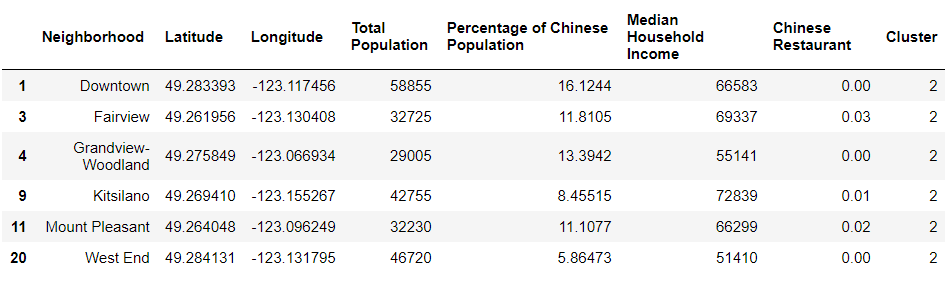 Neighborhood Latitude Longitude Total Population Percentage of Chinese Population Median Household Income Chinese Restaurant Cluster
1 Downtown 49.283393 -123.117456 58855 16.1244 66583 0.00 2
3 Fairview 49.261956 -123.130408 32725 11.8105 69337 0.03 2
4 Grandview-Woodland 49.275849 -123.066934 29005 13.3942 55141 0.00 2
9 Kitsilano 49.269410 -123.155267 42755 8.45515 72839 0.01 2
11 Mount Pleasant 49.264048 -123.096249 32230 11.1077 66299 0.02 2
20 West End 49.284131 -123.131795 46720 5.86473 51410 0.00 2